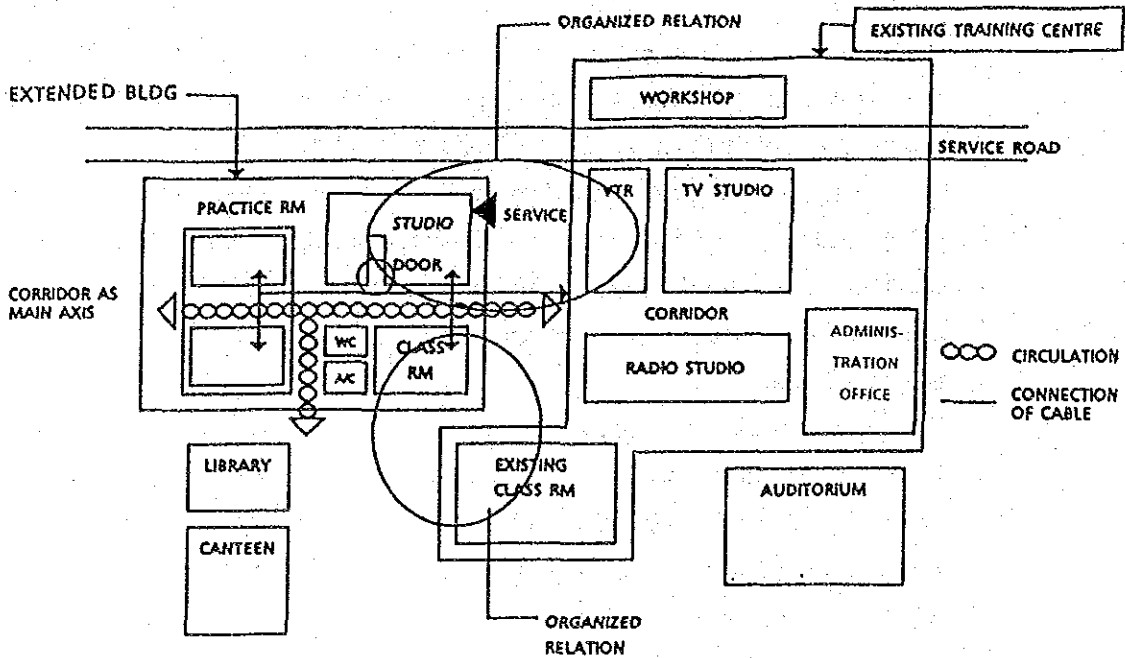 ORGANIZED RELATION
EXISTING TRAINING CENTRE
EXTENDED BLDG
WORKSHOP
SERVICE ROAD
PRACTICE RM
STUDIO
SERVICE
VTR
TV STUDIO
DOOR
CORRIDOR AS
MAIN AXIS
CORRIDOR
WC
A/C
CLASS
RM
RADIO STUDIO
ADMINIS-
TRATION
OFFICE
CIRCULATION
CONNECTION
OF CABLE
LIBRARY
EXISTING
CLASS RM
AUDITORIUM
CANTEEN
ORGANIZED
RELATION